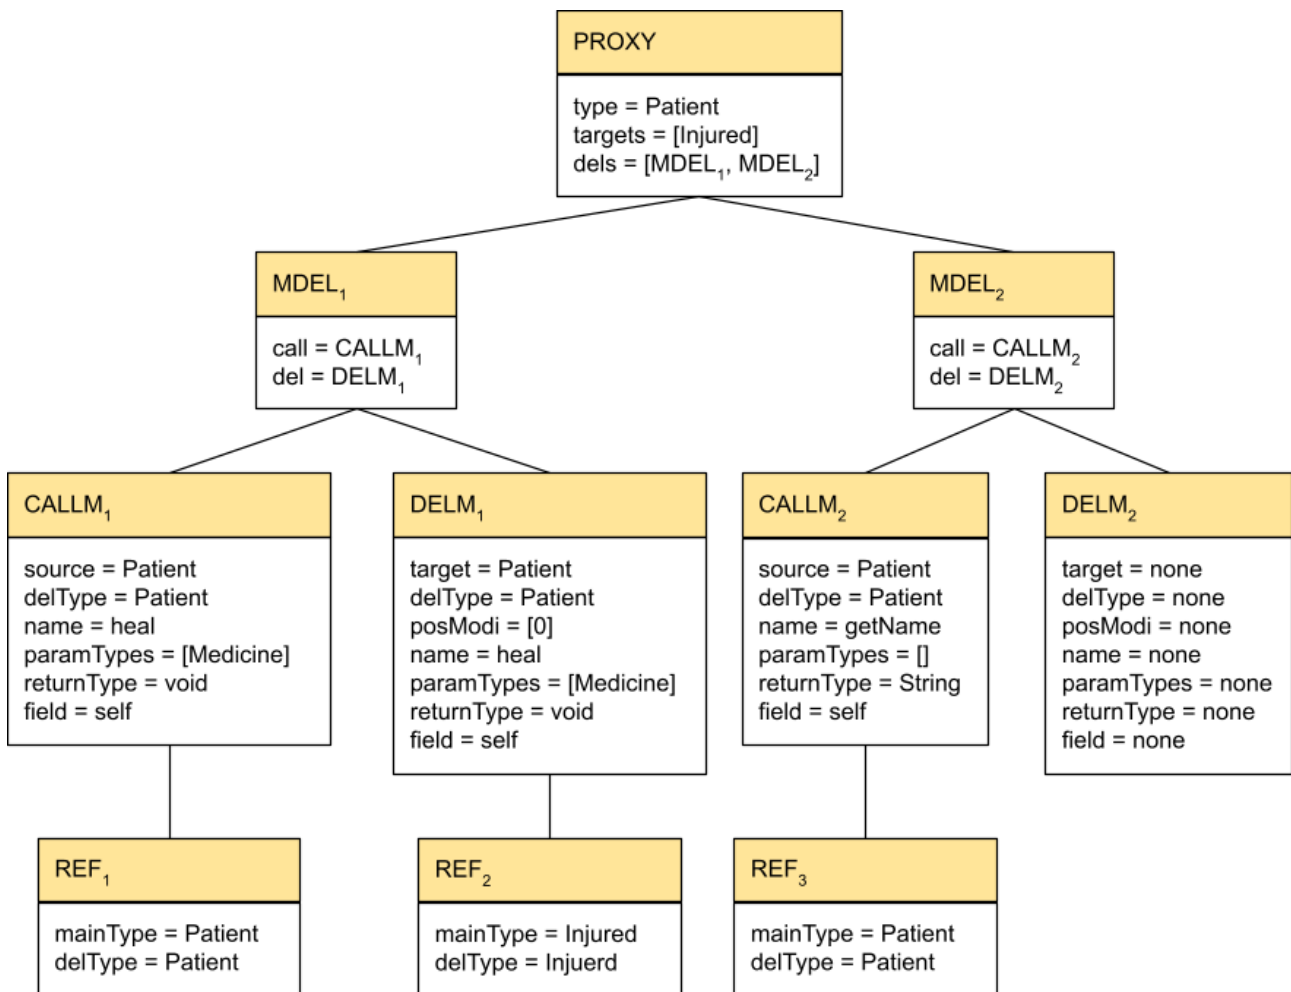 PROXY
type = Patient
targets = [Injured]
dels = [MDEL₁, MDEL₂]
MDEL₁
call = CALLM₁
del = DELM₁
MDEL₂
call = CALLM₂
del = DELM₂
CALLM₁
source = Patient
delType = Patient
name = heal
paramTypes = [Medicine]
returnType = void
field = self
DELM₁
target = Patient
delType = Patient
posModi = [0]
name = heal
paramTypes = [Medicine]
returnType = void
field = self
CALLM₂
source = Patient
delType = Patient
name = getName
paramTypes = []
returnType = String
field = self
DELM₂
target = none
delType = none
posModi = none
name = none
paramTypes = none
returnType = none
field = none
REF₁
mainType = Patient
delType = Patient
REF₂
mainType = Injured
delType = Injuerd
REF₃
mainType = Patient
delType = Patient